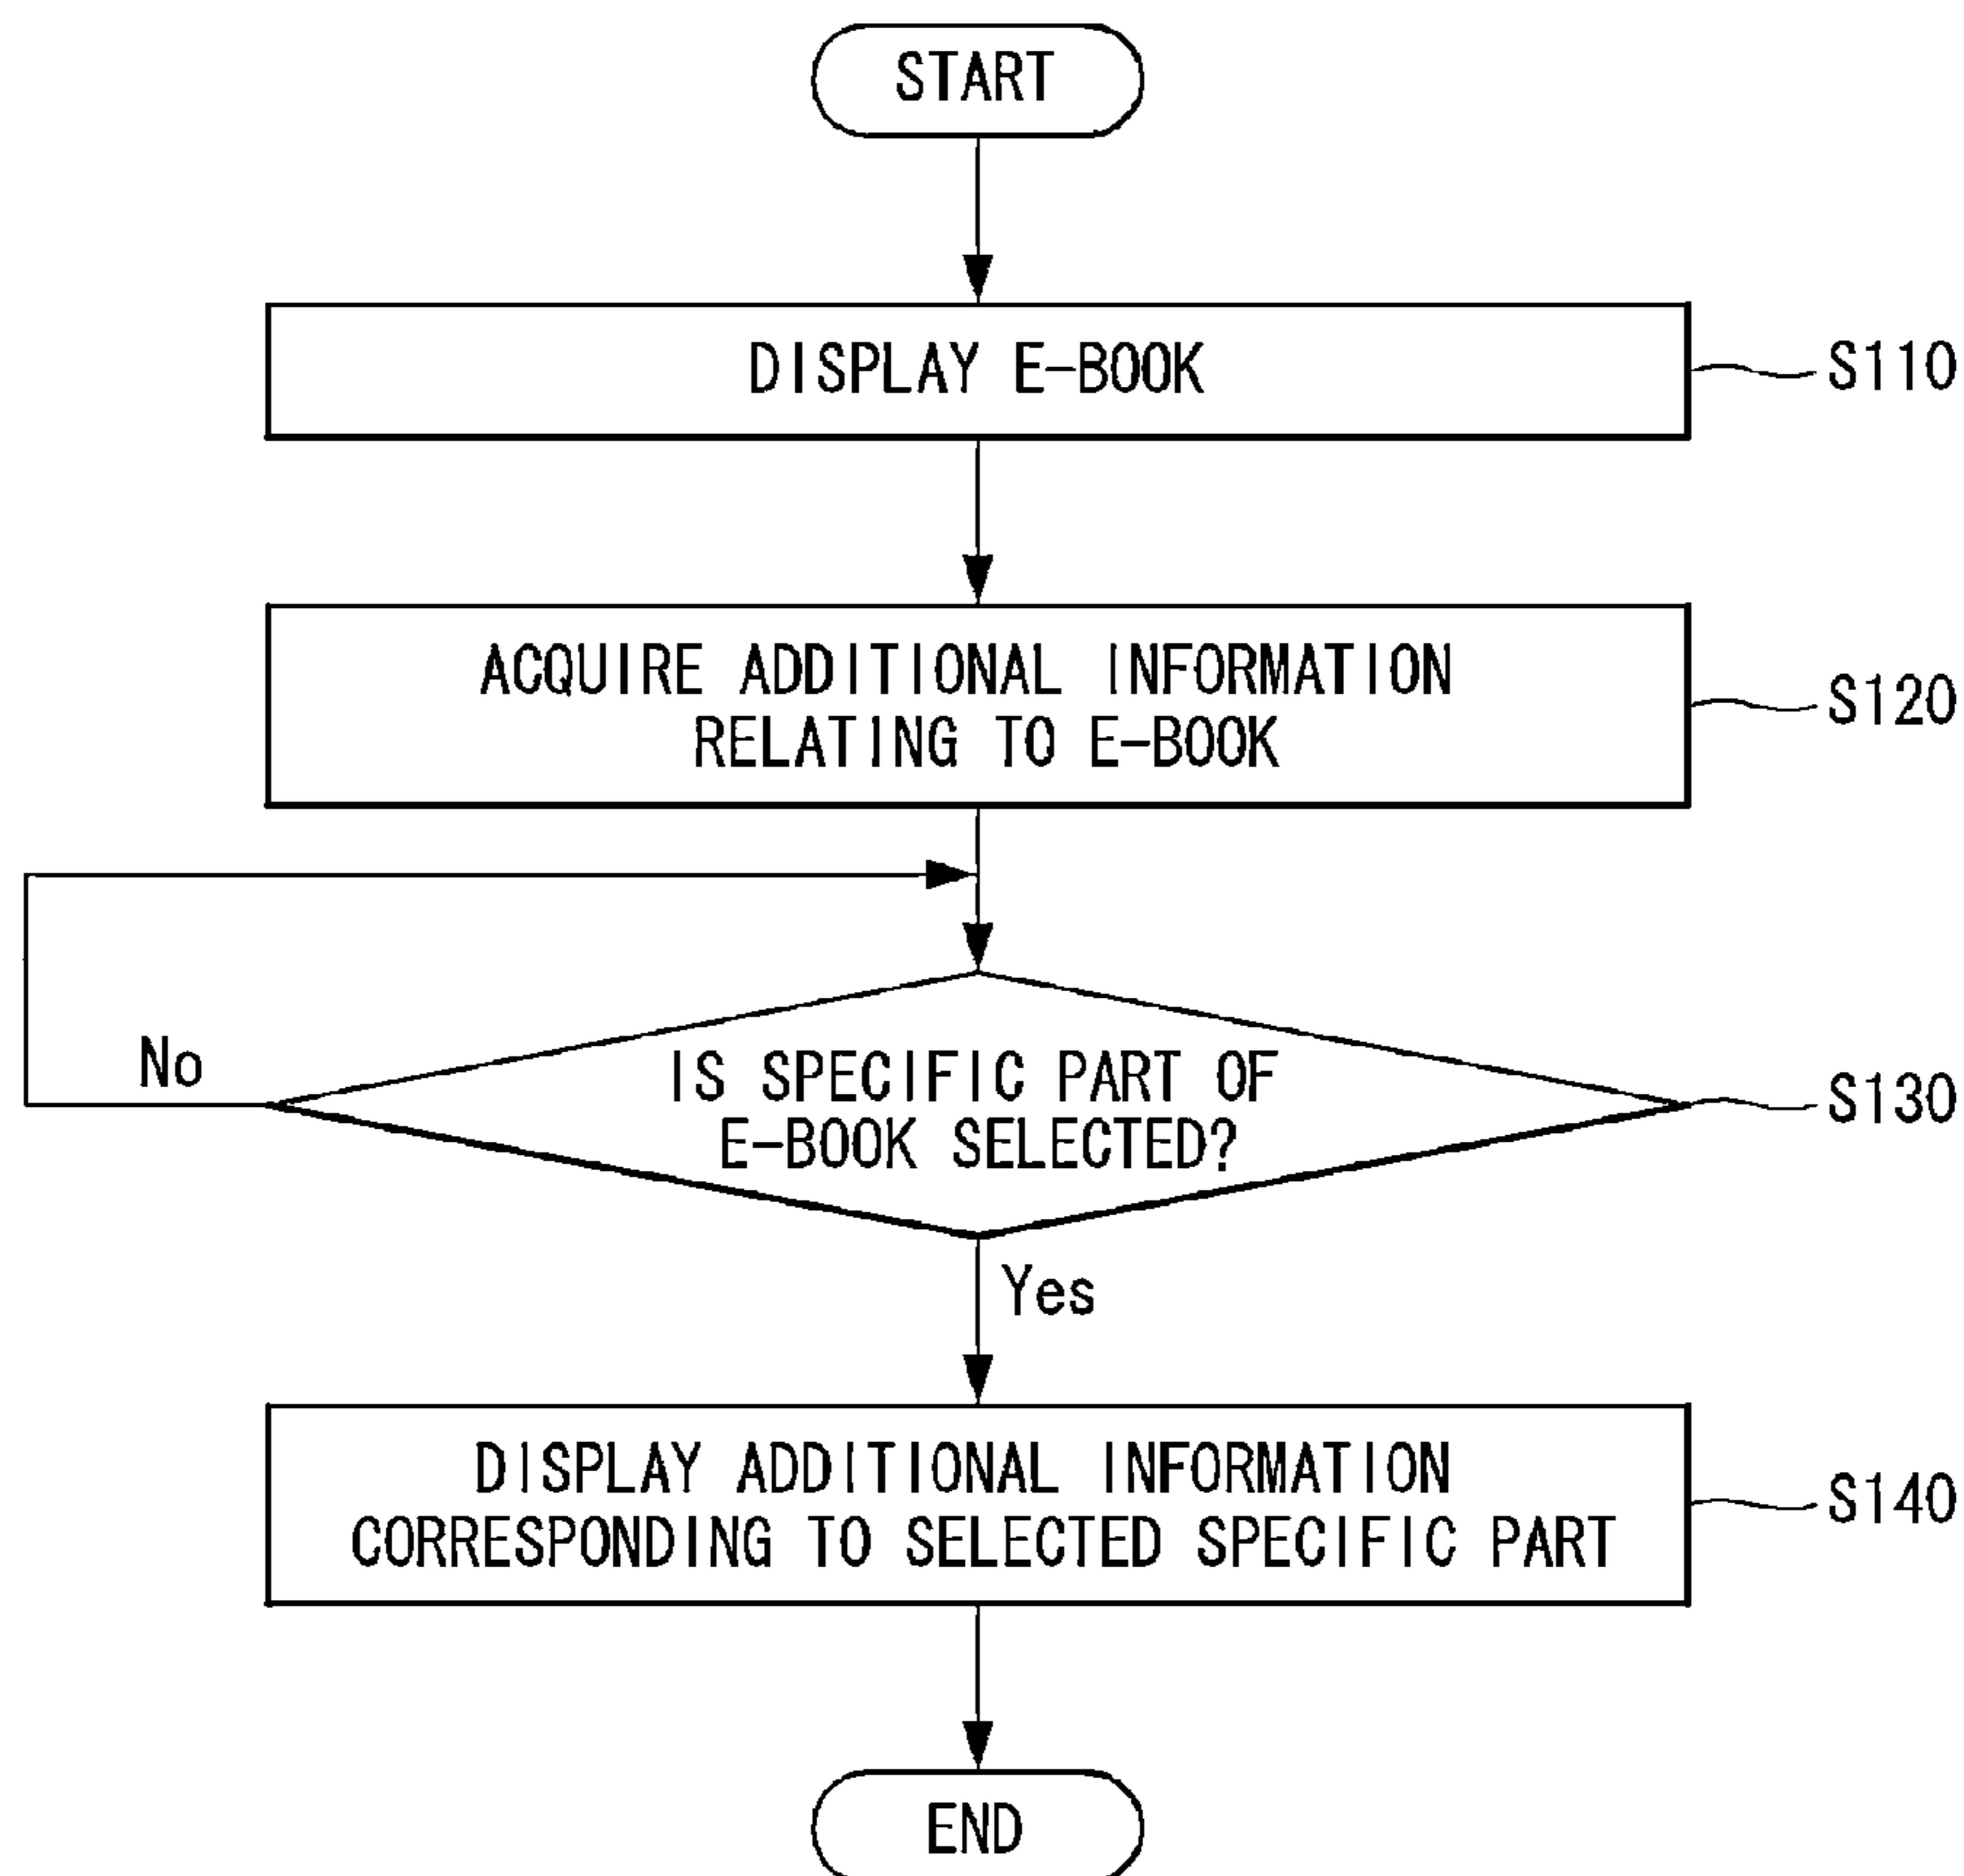 START
DISPLAY E-BOOK
S110
ACQUIRE ADDITIONAL INFORMATION
RELATING TO E-BOOK
S120
No
IS SPECIFIC PART OF
E-BOOK SELECTED?
S130
Yes
DISPLAY ADDITIONAL INFORMATION
CORRESPONDING TO SELECTED SPECIFIC PART
S140
END